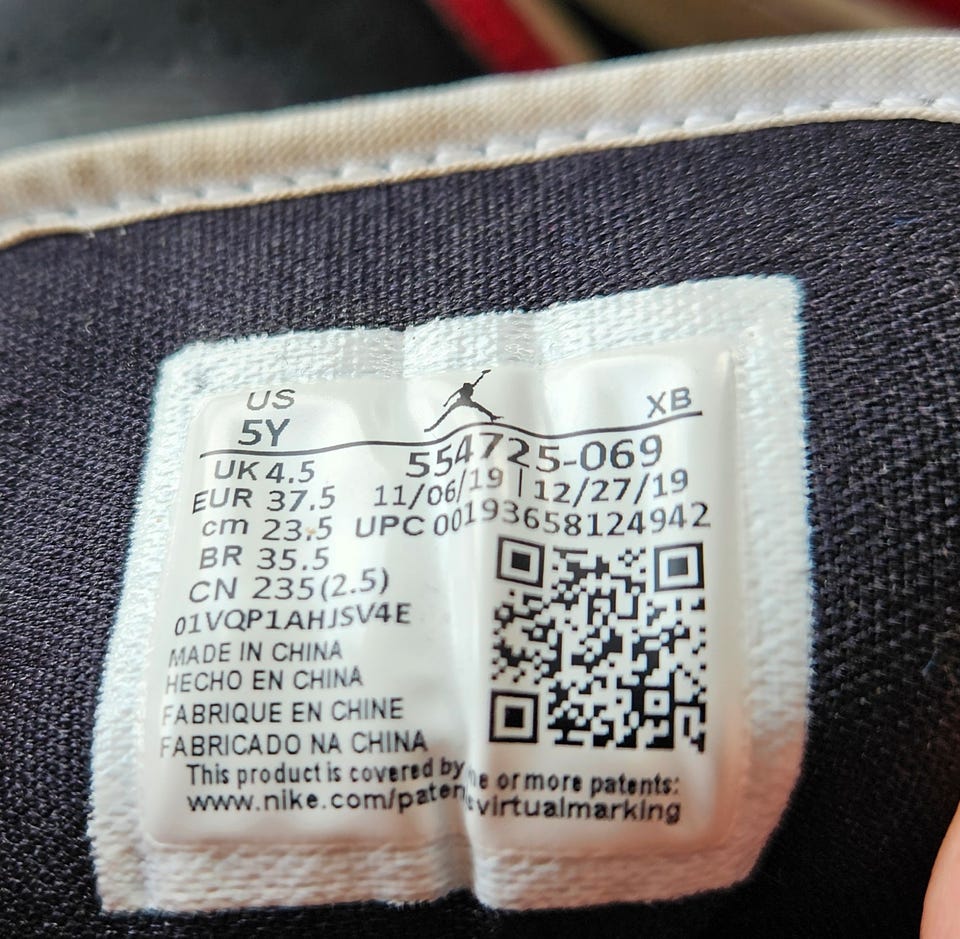 US
5Y
XB
UK 4.5
EUR 37.5
cm 23.5
BR 35.5
CN 235(2.5)
554725-069
11/06/19 | 12/27/19
UPC 00193658124942
01VQP1AHJSV4E
MADE IN CHINA
HECHO EN CHINA
FABRIQUE EN CHINE
FABRICADO NA CHINA
This product is covered by ne or more patents:
www.nike.com/patentsvirtualmarking